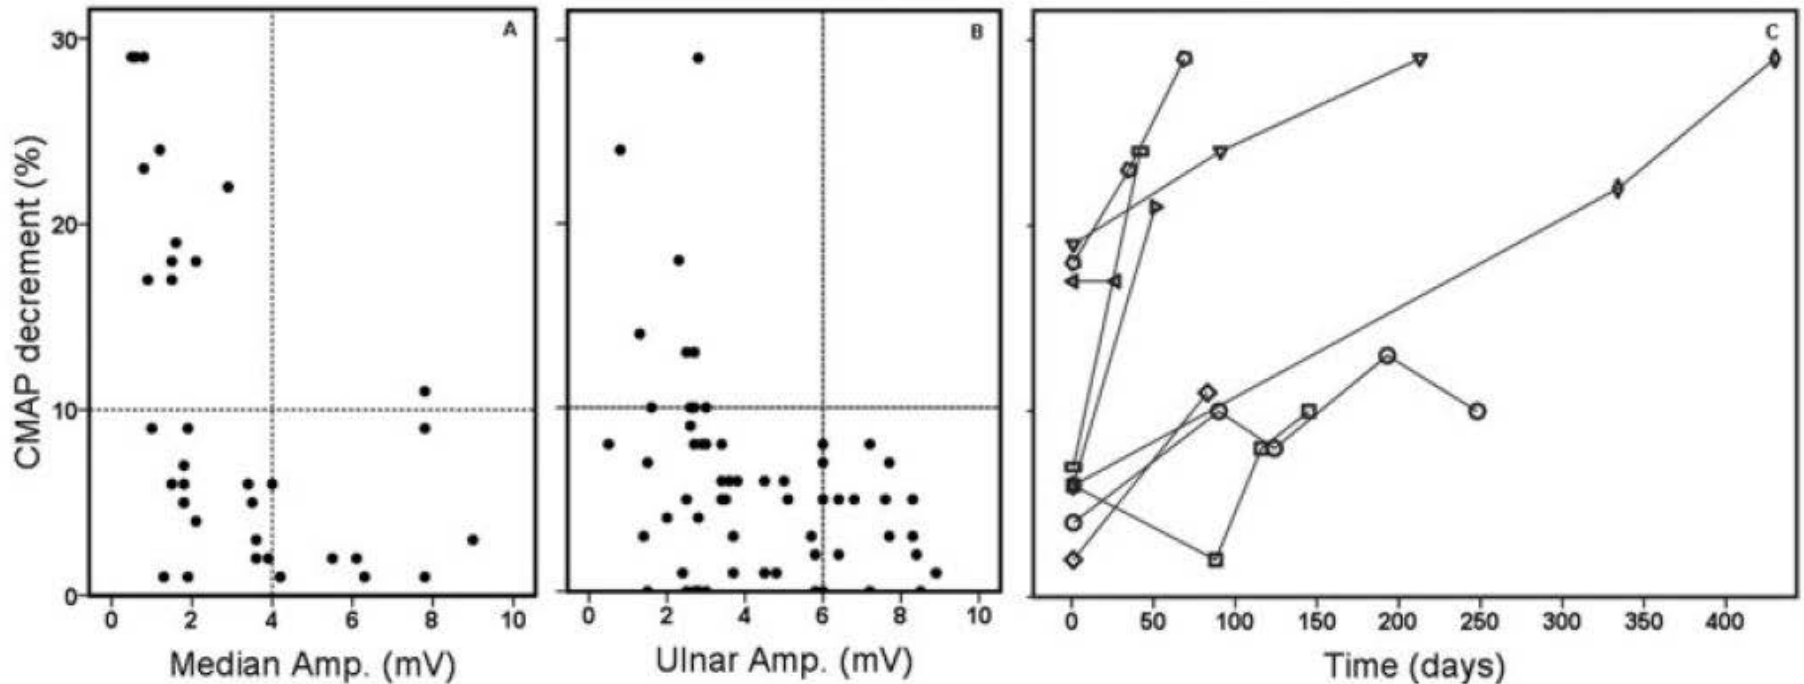 CMAP decrement (%)
30
20
10
0
A
0 2 4 6 8 10
Median Amp. (mV)
B
0 2 4 6 8 10
Ulnar Amp. (mV)
C
0 50 100 150 200 250 300 350 400
Time (days)